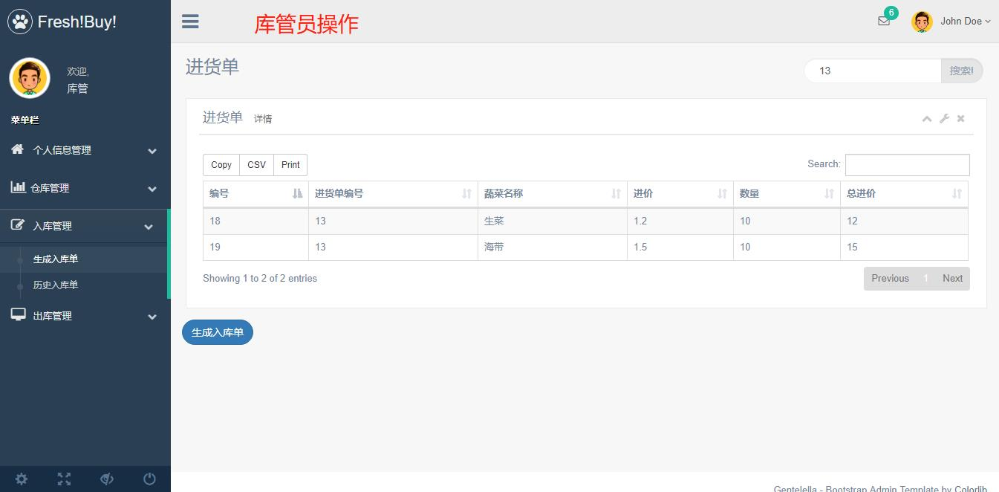 Fresh!Buy!
欢迎,
库管
菜单栏
个人信息管理
仓库管理
入库管理
生成入库单
历史入库单
出库管理
库管员操作
6
John Doe
进货单
13
搜索!
进货单 详情
Copy CSV Print
Search:
编号 进货单编号 蔬菜名称 进价 数量 总进价
18 13 生菜 1.2 10 12
19 13 海带 1.5 10 15
Showing 1 to 2 of 2 entries
Previous 1 Next
生成入库单
Gentelella - Bootstrap Admin Template by Colorlib